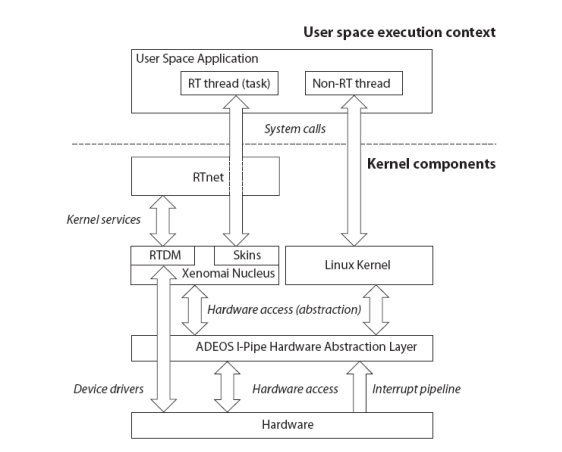 User space execution context
User Space Application
RT thread (task)
Non-RT thread
System calls
Kernel components
RTnet
Kernel services
RTDM
Skins
Xenomai Nucleus
Linux Kernel
Hardware access (abstraction)
ADEOS I-Pipe Hardware Abstraction Layer
Device drivers
Hardware access
Interrupt pipeline
Hardware